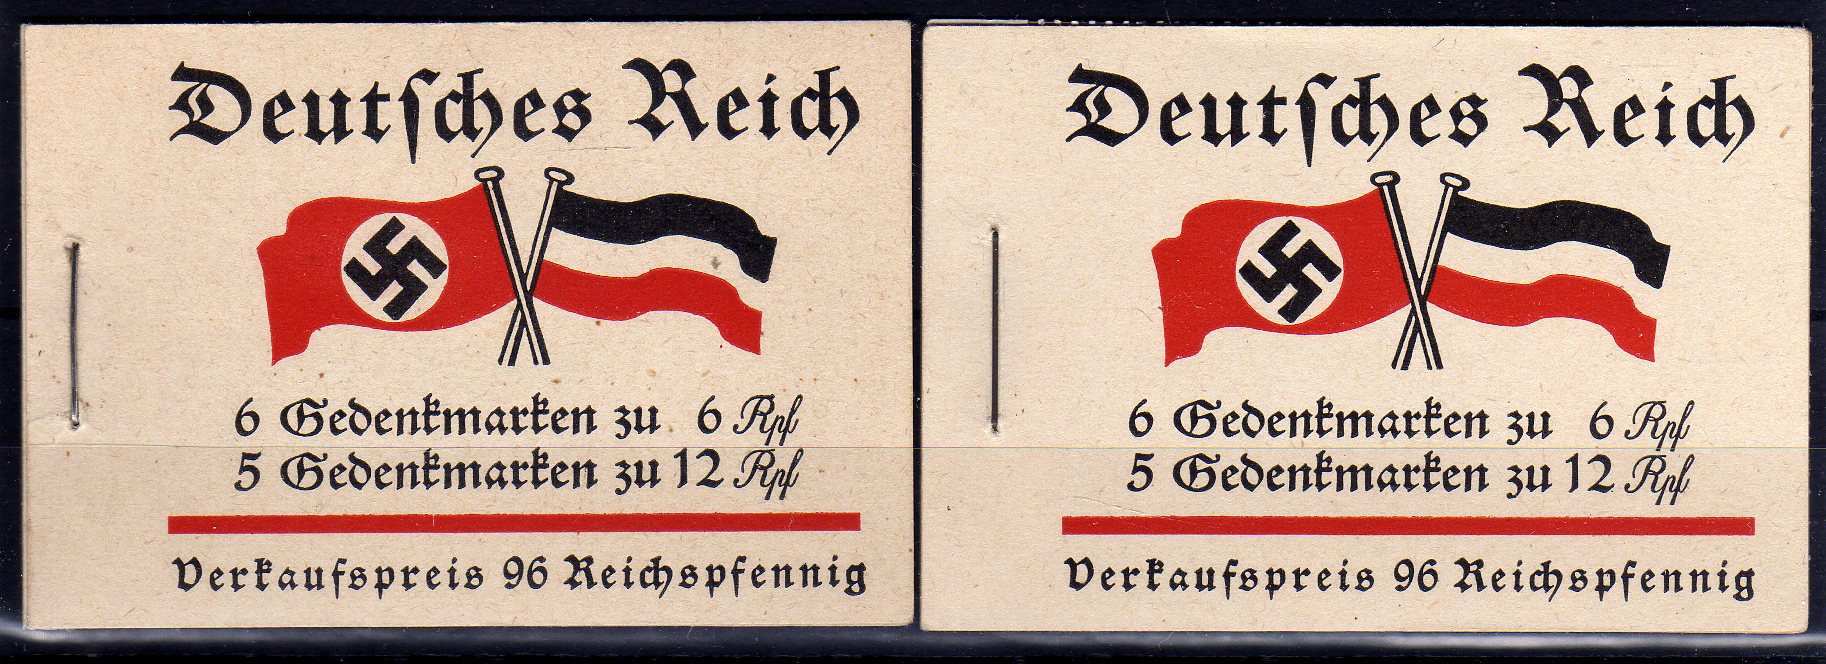 Deutsches Reich
6 Gedenkmarken zu 6 Rpf
5 Gedenkmarken zu 12 Rpf
Verkaufspreis 96 Reichspfennig
Deutsches Reich
6 Gedenkmarken zu 6 Rpf
5 Gedenkmarken zu 12 Rpf
Verkaufspreis 96 Reichspfennig